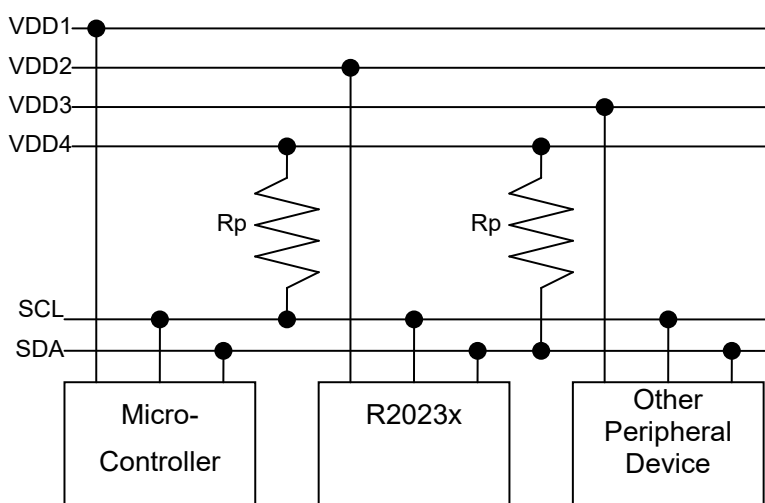 VDD1
VDD2
VDD3
VDD4
Rp
Rp
SCL
SDA
Micro-
Controller
R2023x
Other
Peripheral
Device